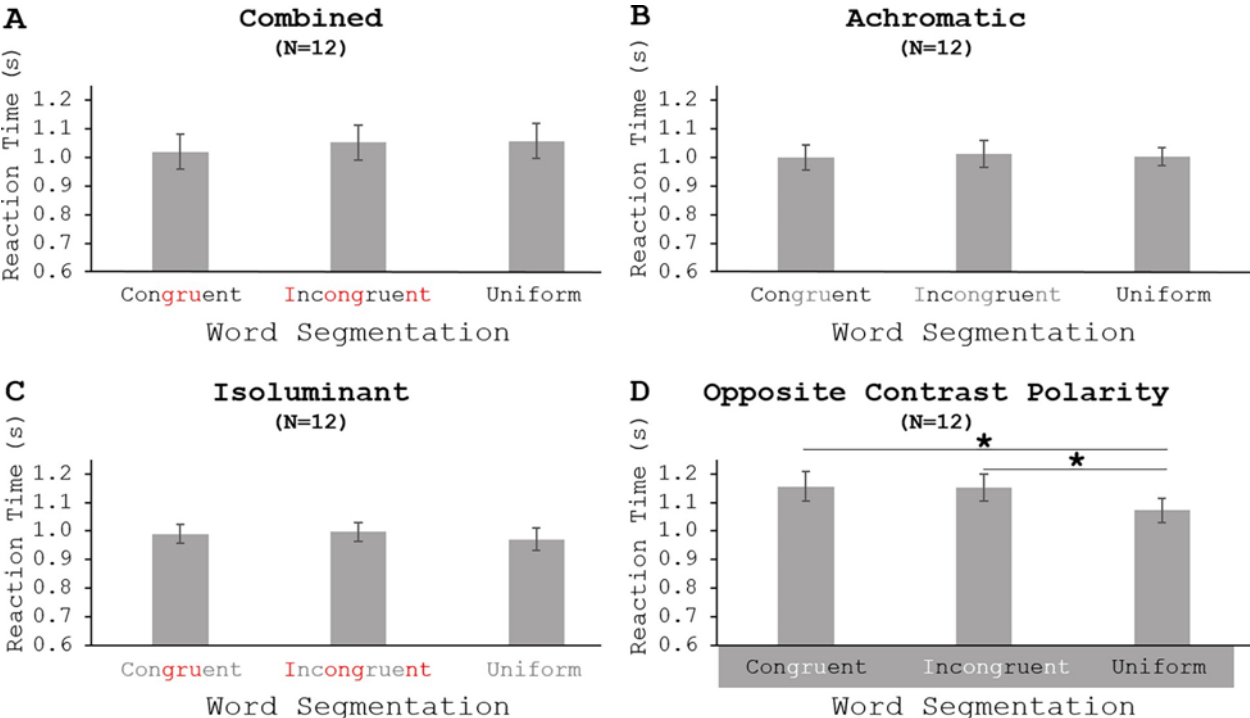 A Combined
(N=12)
Reaction Time (s)
1.2
1.1
1.0
0.9
0.8
0.7
0.6
Congruent Incongruent Uniform
Word Segmentation
B Achromatic
(N=12)
Reaction Time (s)
1.2
1.1
1.0
0.9
0.8
0.7
0.6
Congruent Incongruent Uniform
Word Segmentation
C Isoluminant
(N=12)
Reaction Time (s)
1.2
1.1
1.0
0.9
0.8
0.7
0.6
Congruent Incongruent Uniform
Word Segmentation
D Opposite Contrast Polarity
(N=12)
*
*
Reaction Time (s)
1.2
1.1
1.0
0.9
0.8
0.7
0.6
Congruent Incongruent Uniform
Word Segmentation